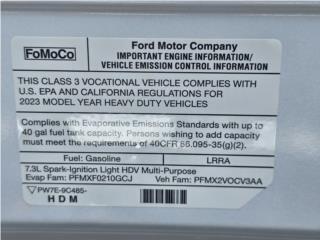 FoMoCo
Ford Motor Company
IMPORTANT ENGINE INFORMATION/
VEHICLE EMISSION CONTROL INFORMATION
THIS CLASS 3 VOCATIONAL VEHICLE COMPLIES WITH
U.S. EPA AND CALIFORNIA REGULATIONS FOR
2023 MODEL YEAR HEAVY DUTY VEHICLES
Complies with Evaporative Emissions Standards with up to
40 gal fuel tank capacity. Persons wishing to add capacity
must meet the requirements of 40CFR 86.095-35(g)(2).
Fuel: Gasoline LRRA
7.3L Spark-Ignition Light HDV Multi-Purpose
Evap Fam: PFMXF0210GCJ Veh Fam: PFMX2VOCV3AA
PW7E-9C485-
HDM